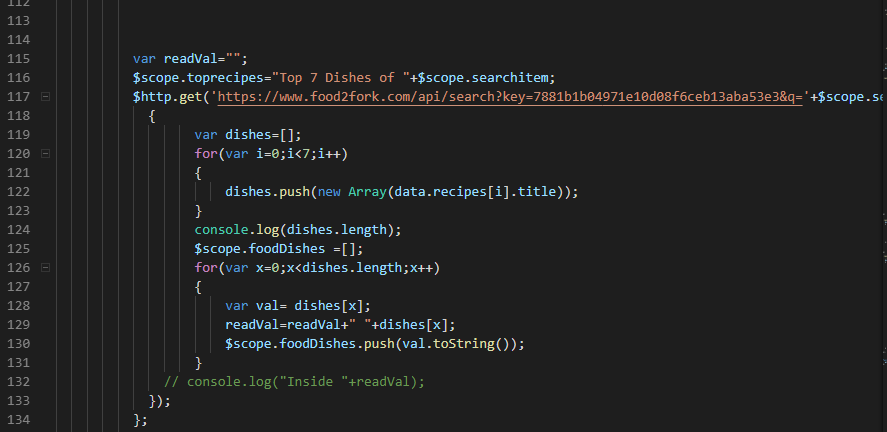 112
113
114
115 var readVal="";
116 $scope.toprecipes="Top 7 Dishes of "+$scope.searchitem;
117 $http.get('https://www.food2fork.com/api/search?key=7881b1b04971e10d08f6ceb13aba53e3&q='+$scope.se
118 {
119 var dishes=[];
120 for(var i=0;i<7;i++)
121 {
122 dishes.push(new Array(data.recipes[i].title));
123 }
124 console.log(dishes.length);
125 $scope.foodDishes =[];
126 for(var x=0;x<dishes.length;x++)
127 {
128 var val= dishes[x];
129 readVal=readVal+" "+dishes[x];
130 $scope.foodDishes.push(val.toString());
131 }
132 // console.log("Inside "+readVal);
133 });
134 };